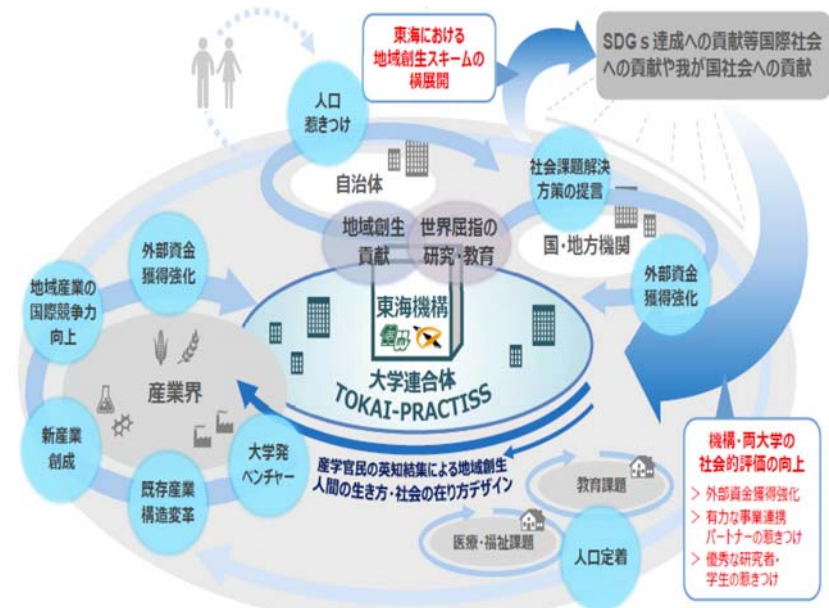 東海における
地域創生スキームの
横展開
SDGｓ達成への貢献等国際社会
への貢献や我が国社会への貢献
人口
惹きつけ
自治体
社会課題解決
方策の提言
国・地方機関
地域創生
貢献
世界屈指の
研究・教育
外部資金
獲得強化
外部資金
獲得強化
地域産業の
国際競争力
向上
東海機構
大学連合体
TOKAI-PRACTISS
産業界
新産業
創成
既存産業
構造変革
大学発
ベンチャー
産学官民の英知結集による地域創生
人間の生き方・社会の在り方デザイン
教育課題
医療・福祉課題
人口定着
機構・両大学の
社会的評価の向上
> 外部資金獲得強化
> 有力な事業連携
パートナーの惹きつけ
> 優秀な研究者・
学生の惹きつけ